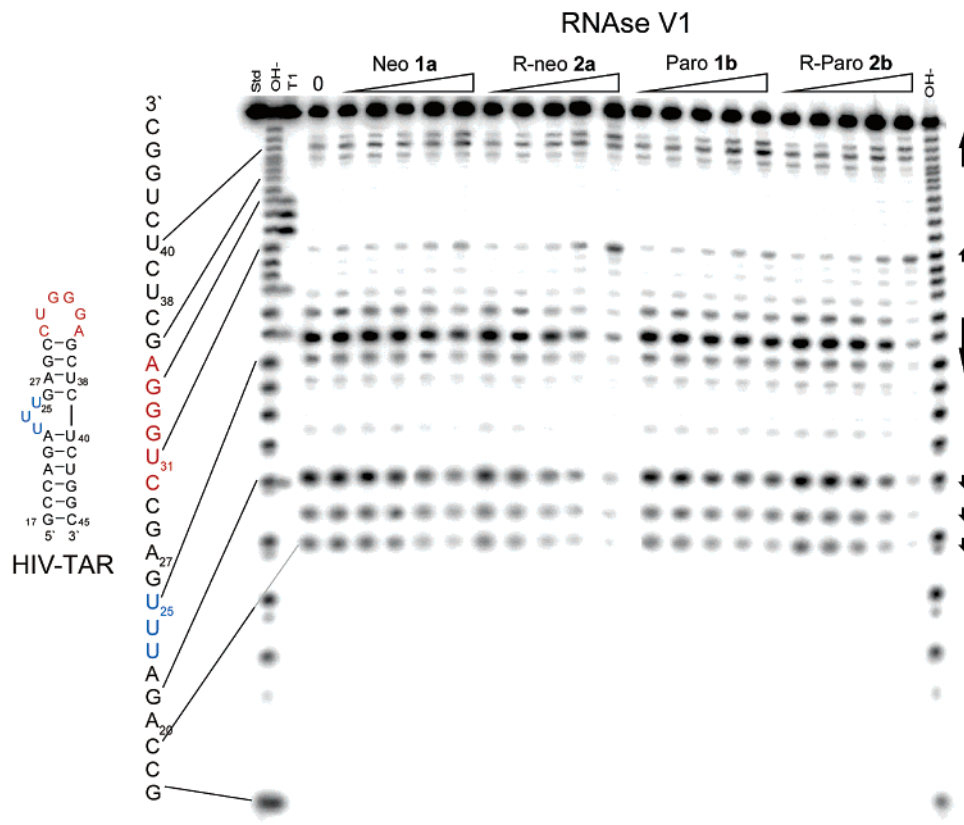 RNAse V1
Std
OH-
T1
0
Neo 1a
R-neo 2a
Paro 1b
R-Paro 2b
OH-
3`
C
G
G
U
C
U40
C
U38
C
G
A
G
G
G
U31
C
C
G
A27
G
U25
U
U
A
G
A20
C
C
G
G G
U G
C A
C G
G C
27 A U 38
U 25 G C
U
U
A U 40
G C
A U
C G
C G
17 G C 45
5` 3`
HIV-TAR